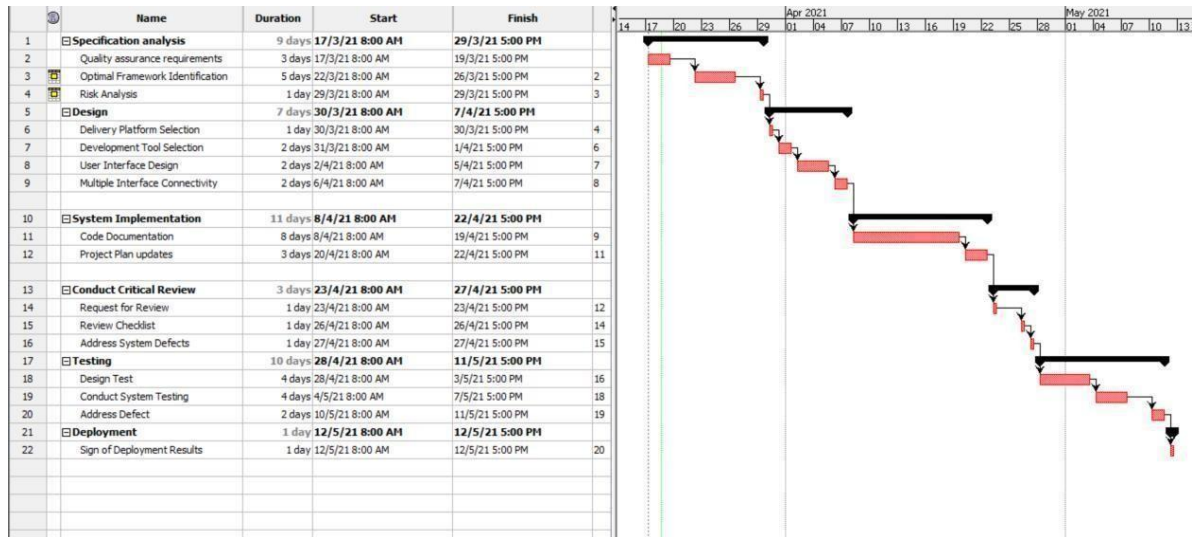 Name Duration Start Finish
Apr 2021 May 2021
14 17 20 23 26 29 01 04 07 10 13 16 19 22 25 28 01 04 07 10 13
1 Specification analysis 9 days 17/3/21 8:00 AM 29/3/21 5:00 PM
2 Quality assurance requirements 3 days 17/3/21 8:00 AM 19/3/21 5:00 PM
3 Optimal Framework Identification 5 days 22/3/21 8:00 AM 26/3/21 5:00 PM 2
4 Risk Analysis 1 day 29/3/21 8:00 AM 29/3/21 5:00 PM 3
5 Design 7 days 30/3/21 8:00 AM 7/4/21 5:00 PM
6 Delivery Platform Selection 1 day 30/3/21 8:00 AM 30/3/21 5:00 PM 4
7 Development Tool Selection 2 days 31/3/21 8:00 AM 1/4/21 5:00 PM 6
8 User Interface Design 2 days 2/4/21 8:00 AM 5/4/21 5:00 PM 7
9 Multiple Interface Connectivity 2 days 6/4/21 8:00 AM 7/4/21 5:00 PM 8
10 System Implementation 11 days 8/4/21 8:00 AM 22/4/21 5:00 PM
11 Code Documentation 8 days 8/4/21 8:00 AM 19/4/21 5:00 PM 9
12 Project Plan updates 3 days 20/4/21 8:00 AM 22/4/21 5:00 PM 11
13 Conduct Critical Review 3 days 23/4/21 8:00 AM 27/4/21 5:00 PM
14 Request for Review 1 day 23/4/21 8:00 AM 23/4/21 5:00 PM 12
15 Review Checklist 1 day 26/4/21 8:00 AM 26/4/21 5:00 PM 14
16 Address System Defects 1 day 27/4/21 8:00 AM 27/4/21 5:00 PM 15
17 Testing 10 days 28/4/21 8:00 AM 11/5/21 5:00 PM
18 Design Test 4 days 28/4/21 8:00 AM 3/5/21 5:00 PM 16
19 Conduct System Testing 4 days 4/5/21 8:00 AM 7/5/21 5:00 PM 18
20 Address Defect 2 days 10/5/21 8:00 AM 11/5/21 5:00 PM 19
21 Deployment 1 day 12/5/21 8:00 AM 12/5/21 5:00 PM
22 Sign of Deployment Results 1 day 12/5/21 8:00 AM 12/5/21 5:00 PM 20